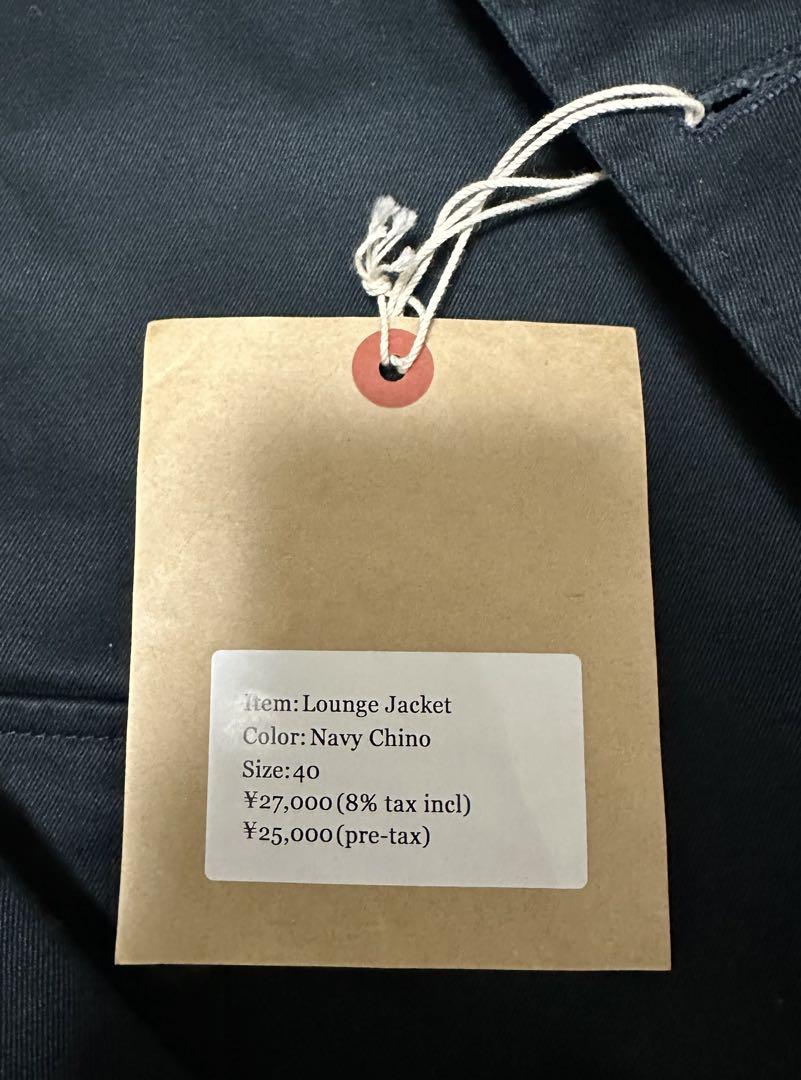 Item: Lounge Jacket
Color: Navy Chino
Size: 40
¥27,000 (8% tax incl)
¥25,000 (pre-tax)